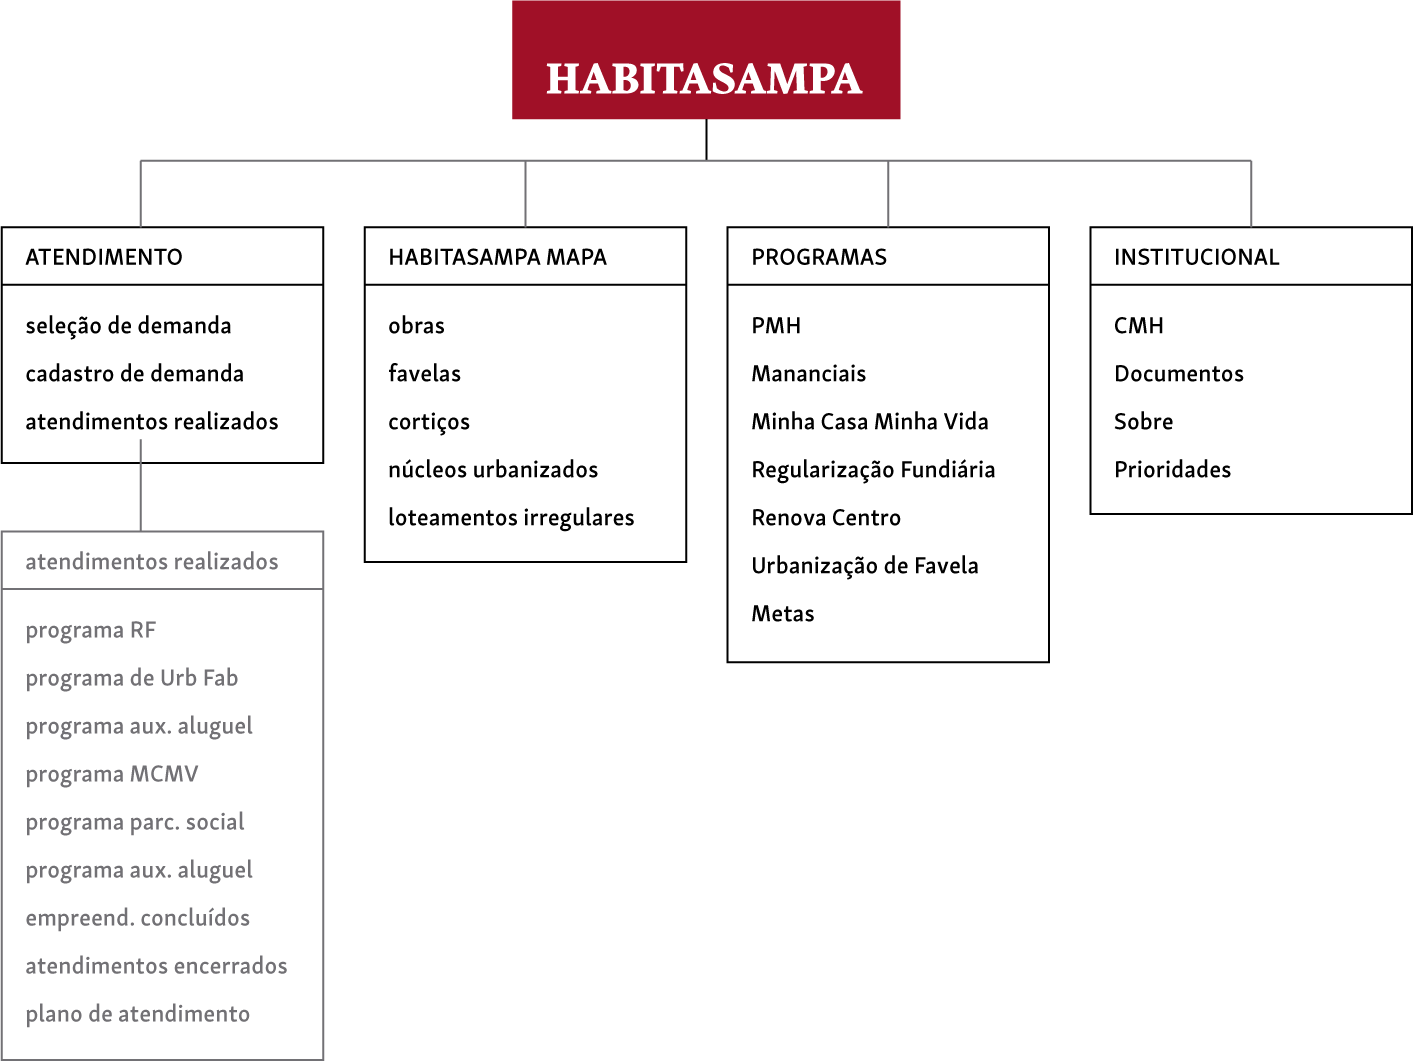 HABITASAMPA
ATENDIMENTO
seleção de demanda
cadastro de demanda
atendimentos realizados
HABITASAMPA MAPA
obras
favelas
cortiços
núcleos urbanizados
loteamentos irregulares
PROGRAMAS
PMH
Mananciais
Minha Casa Minha Vida
Regularização Fundiária
Renova Centro
Urbanização de Favela
Metas
INSTITUCIONAL
CMH
Documentos
Sobre
Prioridades
atendimentos realizados
programa RF
programa de Urb Fab
programa aux. aluguel
programa MCMV
programa parc. social
programa aux. aluguel
empreend. concluídos
atendimentos encerrados
plano de atendimento